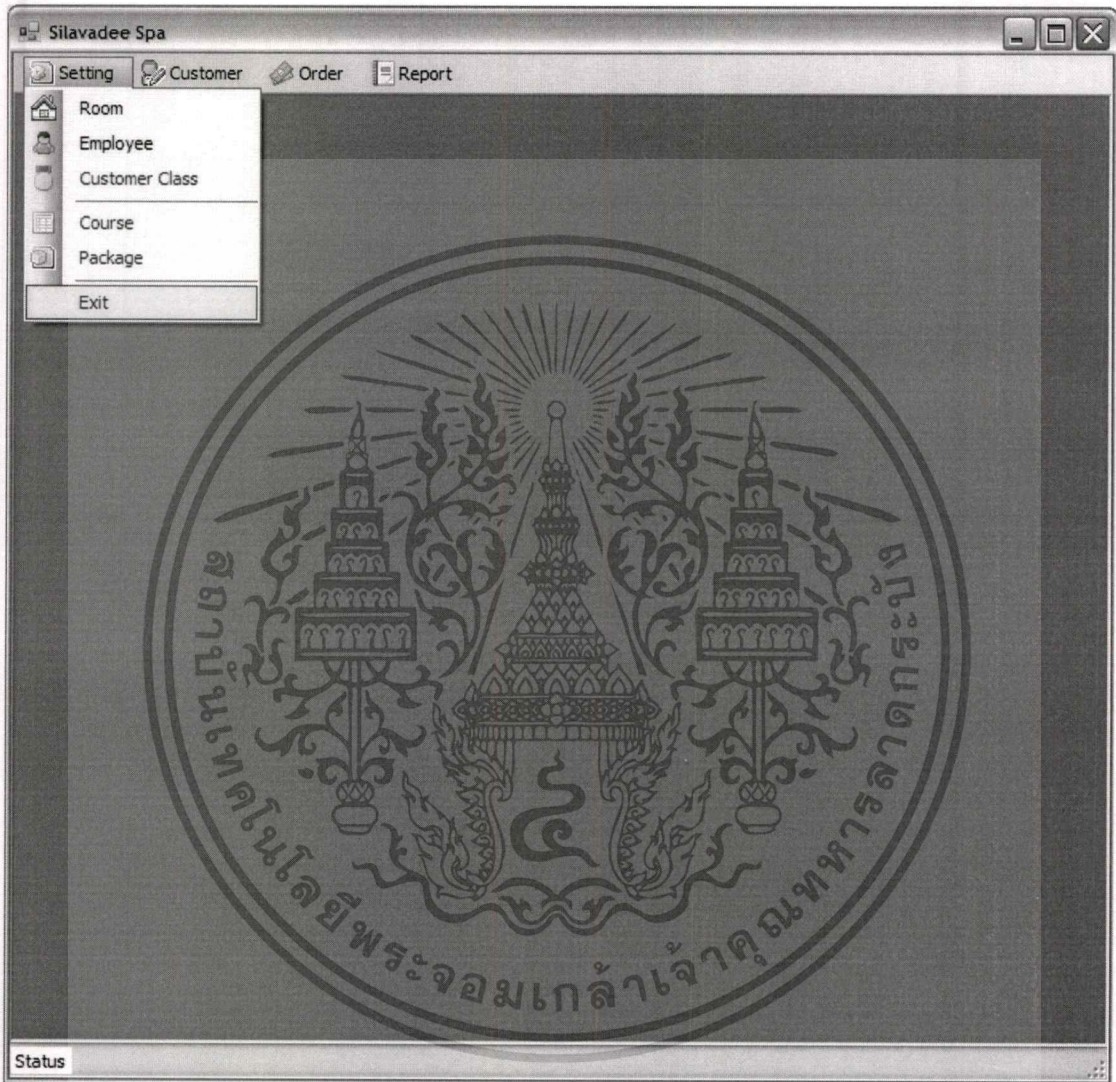 Silavadee Spa
Setting Customer Order Report
Room
Employee
Customer Class
Course
Package
Exit
สถาบันเทคโนโลยีพระจอมเกล้าเจ้าคุณทหารลาดกระบัง
Status